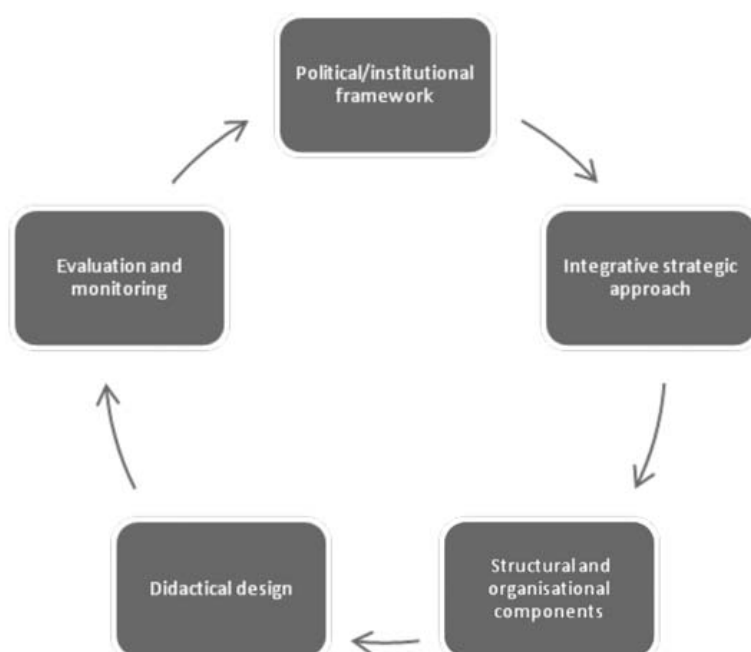 Political/institutional
framework
Integrative strategic
approach
Structural and
organisational
components
Didactical design
Evaluation and
monitoring